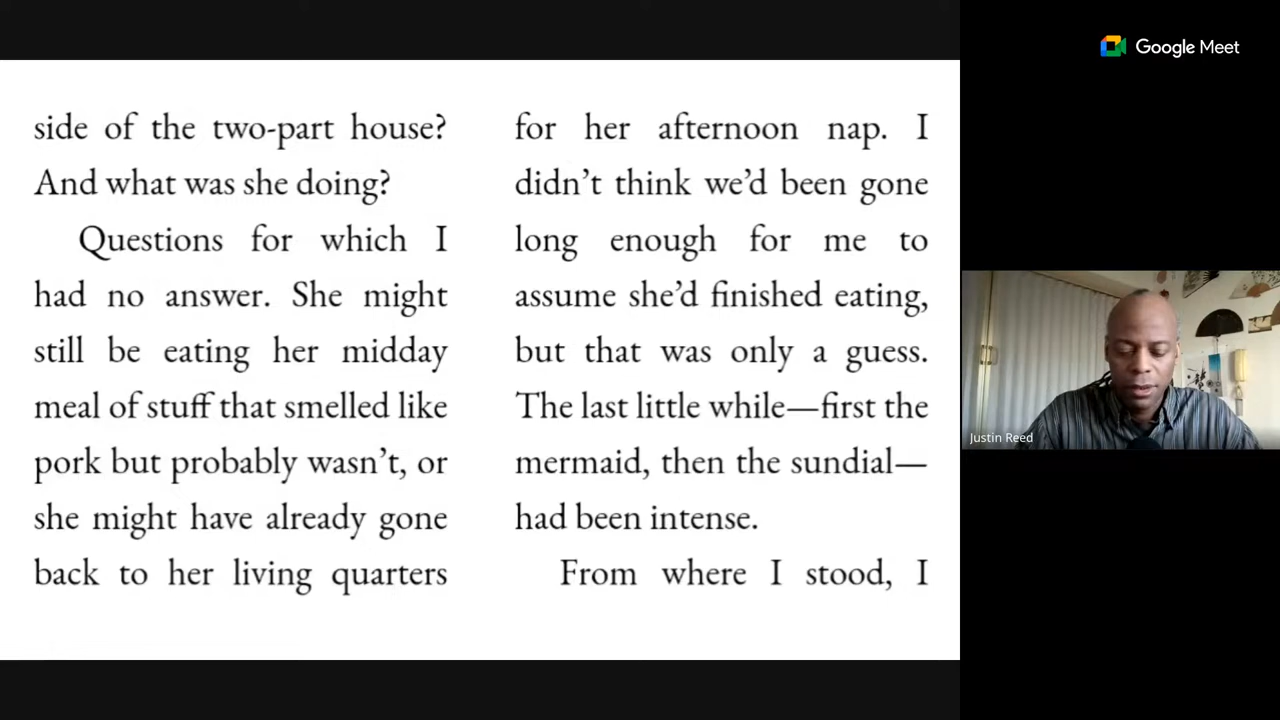 side of the two-part house?
And what was she doing?
Questions for which I
had no answer. She might
still be eating her midday
meal of stuff that smelled like
pork but probably wasn’t, or
she might have already gone
back to her living quarters
for her afternoon nap. I
didn’t think we’d been gone
long enough for me to
assume she’d finished eating,
but that was only a guess.
The last little while—first the
mermaid, then the sundial—
had been intense.
From where I stood, I
Google Meet
Justin Reed